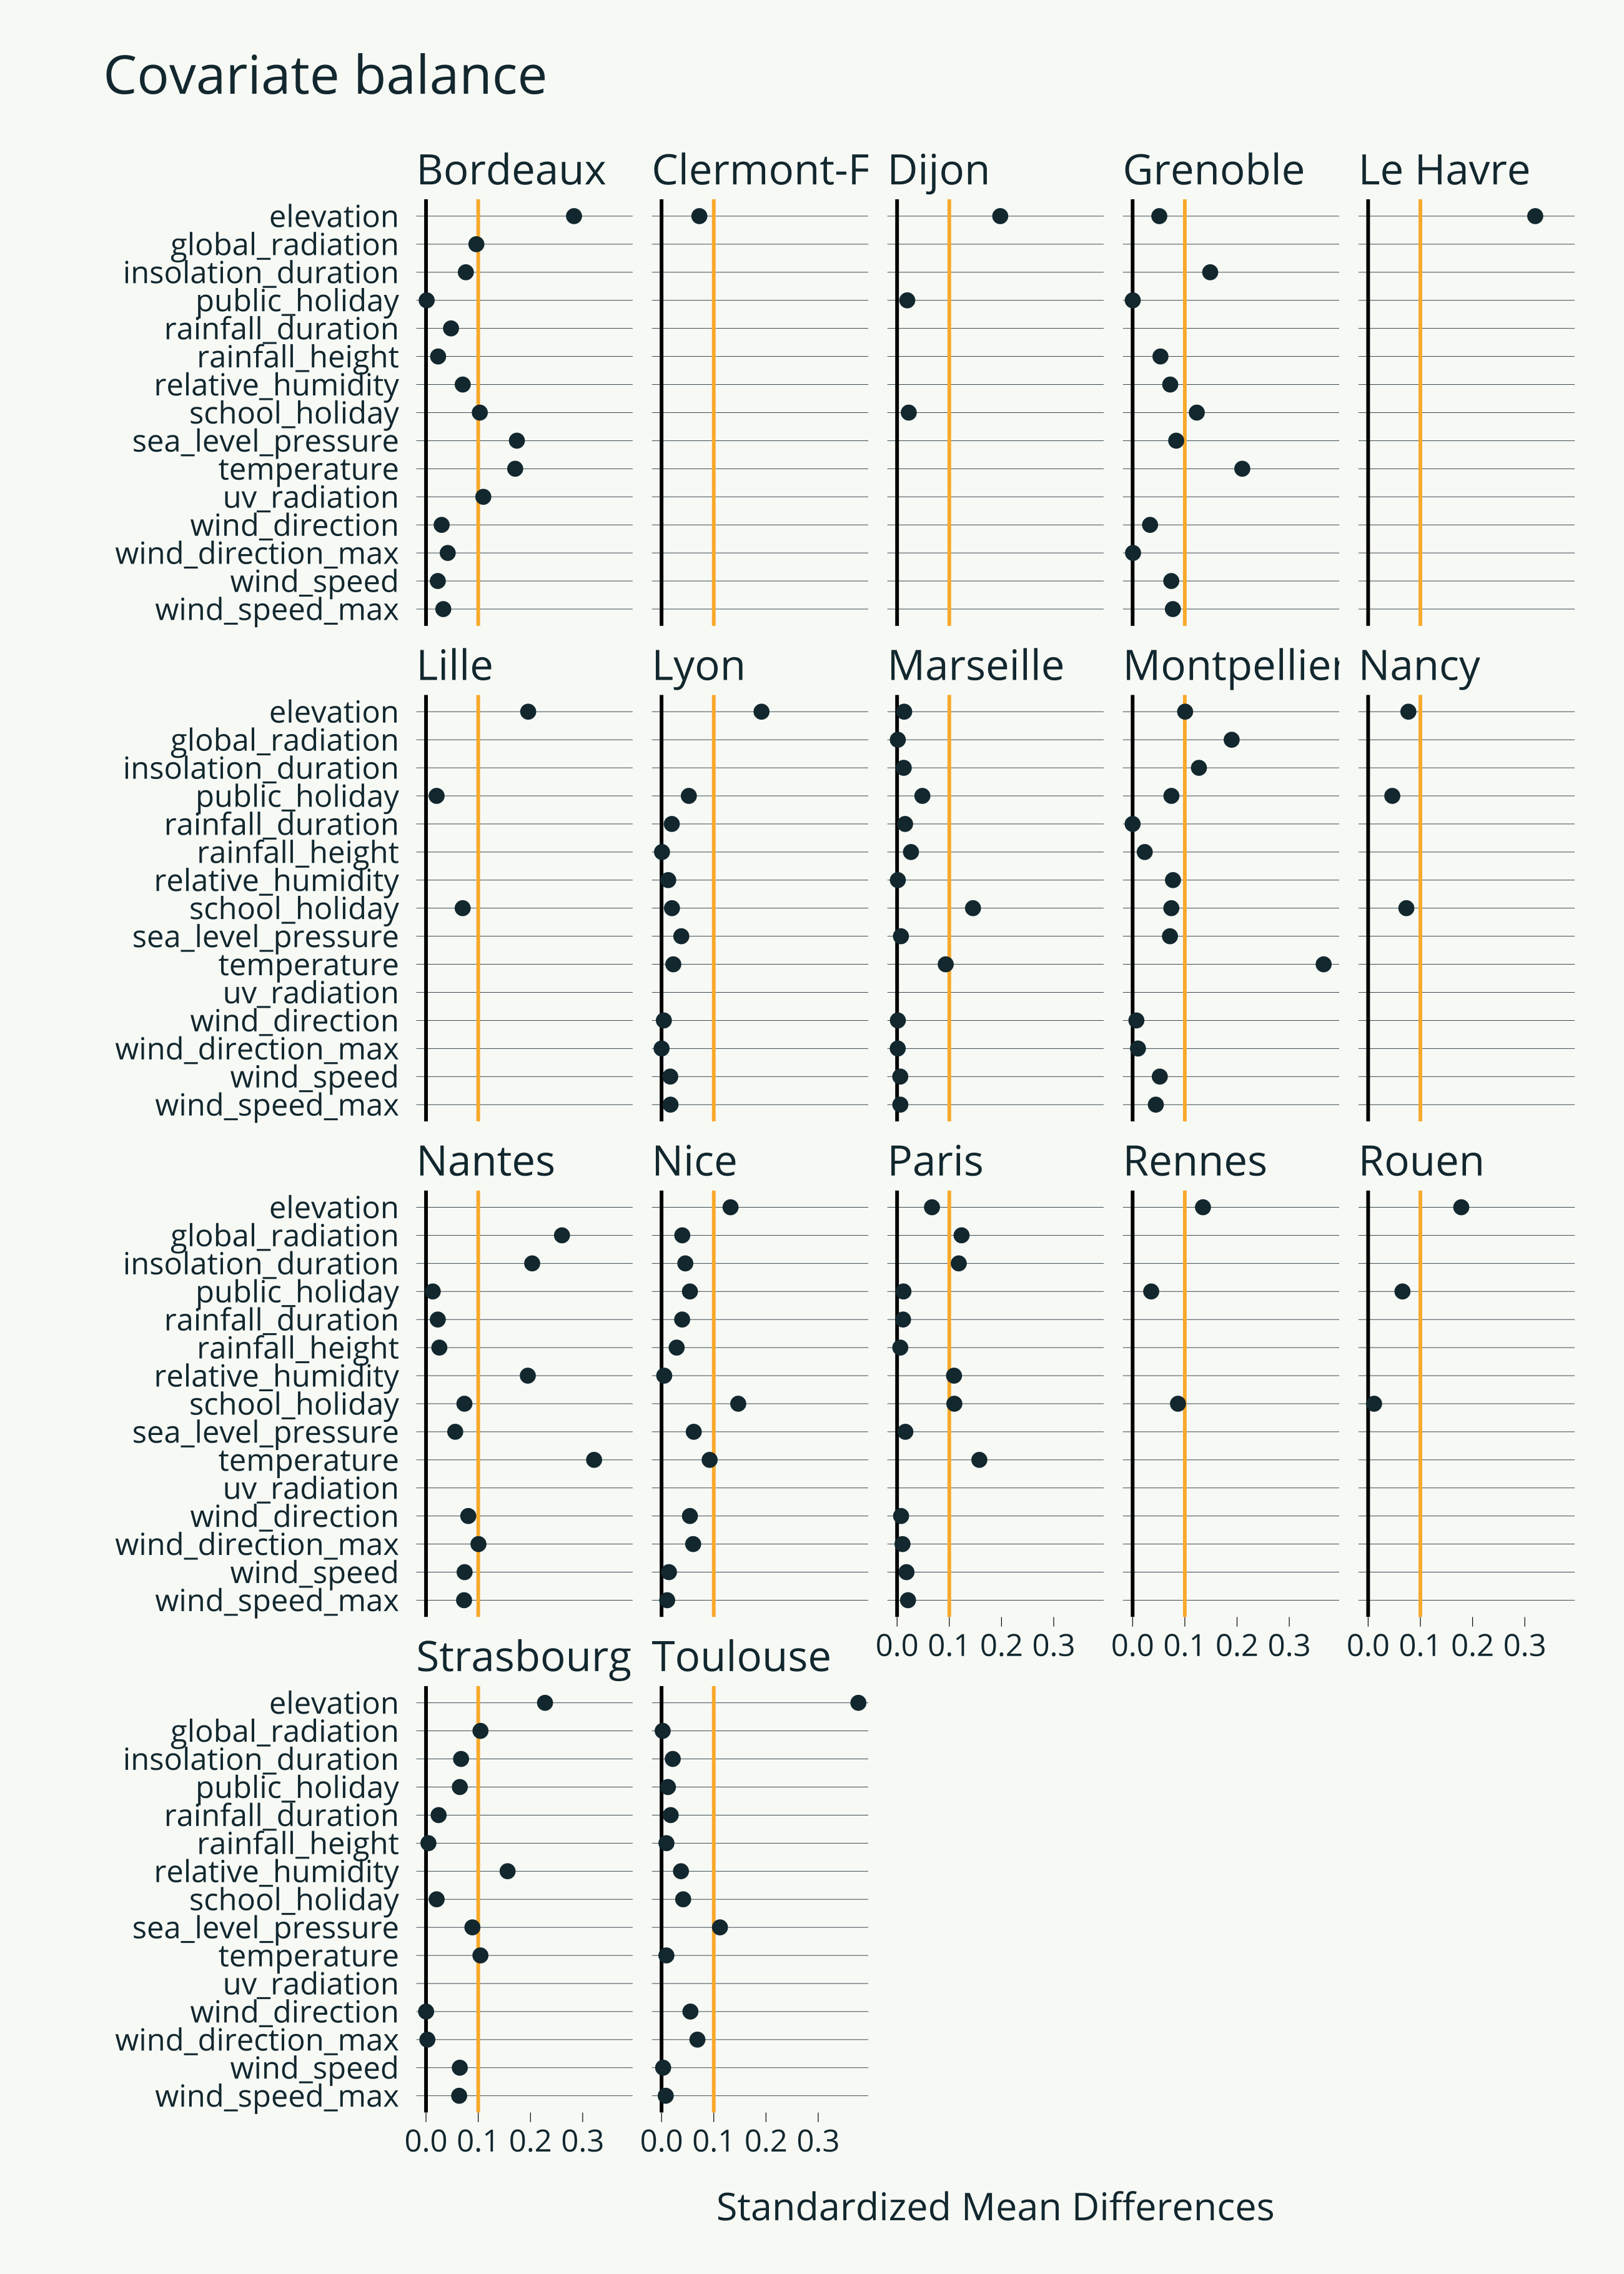 Covariate balance
Bordeaux Clermont-F Dijon Grenoble Le Havre
elevation
global_radiation
insolation_duration
public_holiday
rainfall_duration
rainfall_height
relative_humidity
school_holiday
sea_level_pressure
temperature
uv_radiation
wind_direction
wind_direction_max
wind_speed
wind_speed_max
Lille Lyon Marseille Montpellier Nancy
elevation
global_radiation
insolation_duration
public_holiday
rainfall_duration
rainfall_height
relative_humidity
school_holiday
sea_level_pressure
temperature
uv_radiation
wind_direction
wind_direction_max
wind_speed
wind_speed_max
Nantes Nice Paris Rennes Rouen
elevation
global_radiation
insolation_duration
public_holiday
rainfall_duration
rainfall_height
relative_humidity
school_holiday
sea_level_pressure
temperature
uv_radiation
wind_direction
wind_direction_max
wind_speed
wind_speed_max
0.0 0.1 0.2 0.3 0.0 0.1 0.2 0.3 0.0 0.1 0.2 0.3
Strasbourg Toulouse
elevation
global_radiation
insolation_duration
public_holiday
rainfall_duration
rainfall_height
relative_humidity
school_holiday
sea_level_pressure
temperature
uv_radiation
wind_direction
wind_direction_max
wind_speed
wind_speed_max
0.0 0.1 0.2 0.3 0.0 0.1 0.2 0.3
Standardized Mean Differences